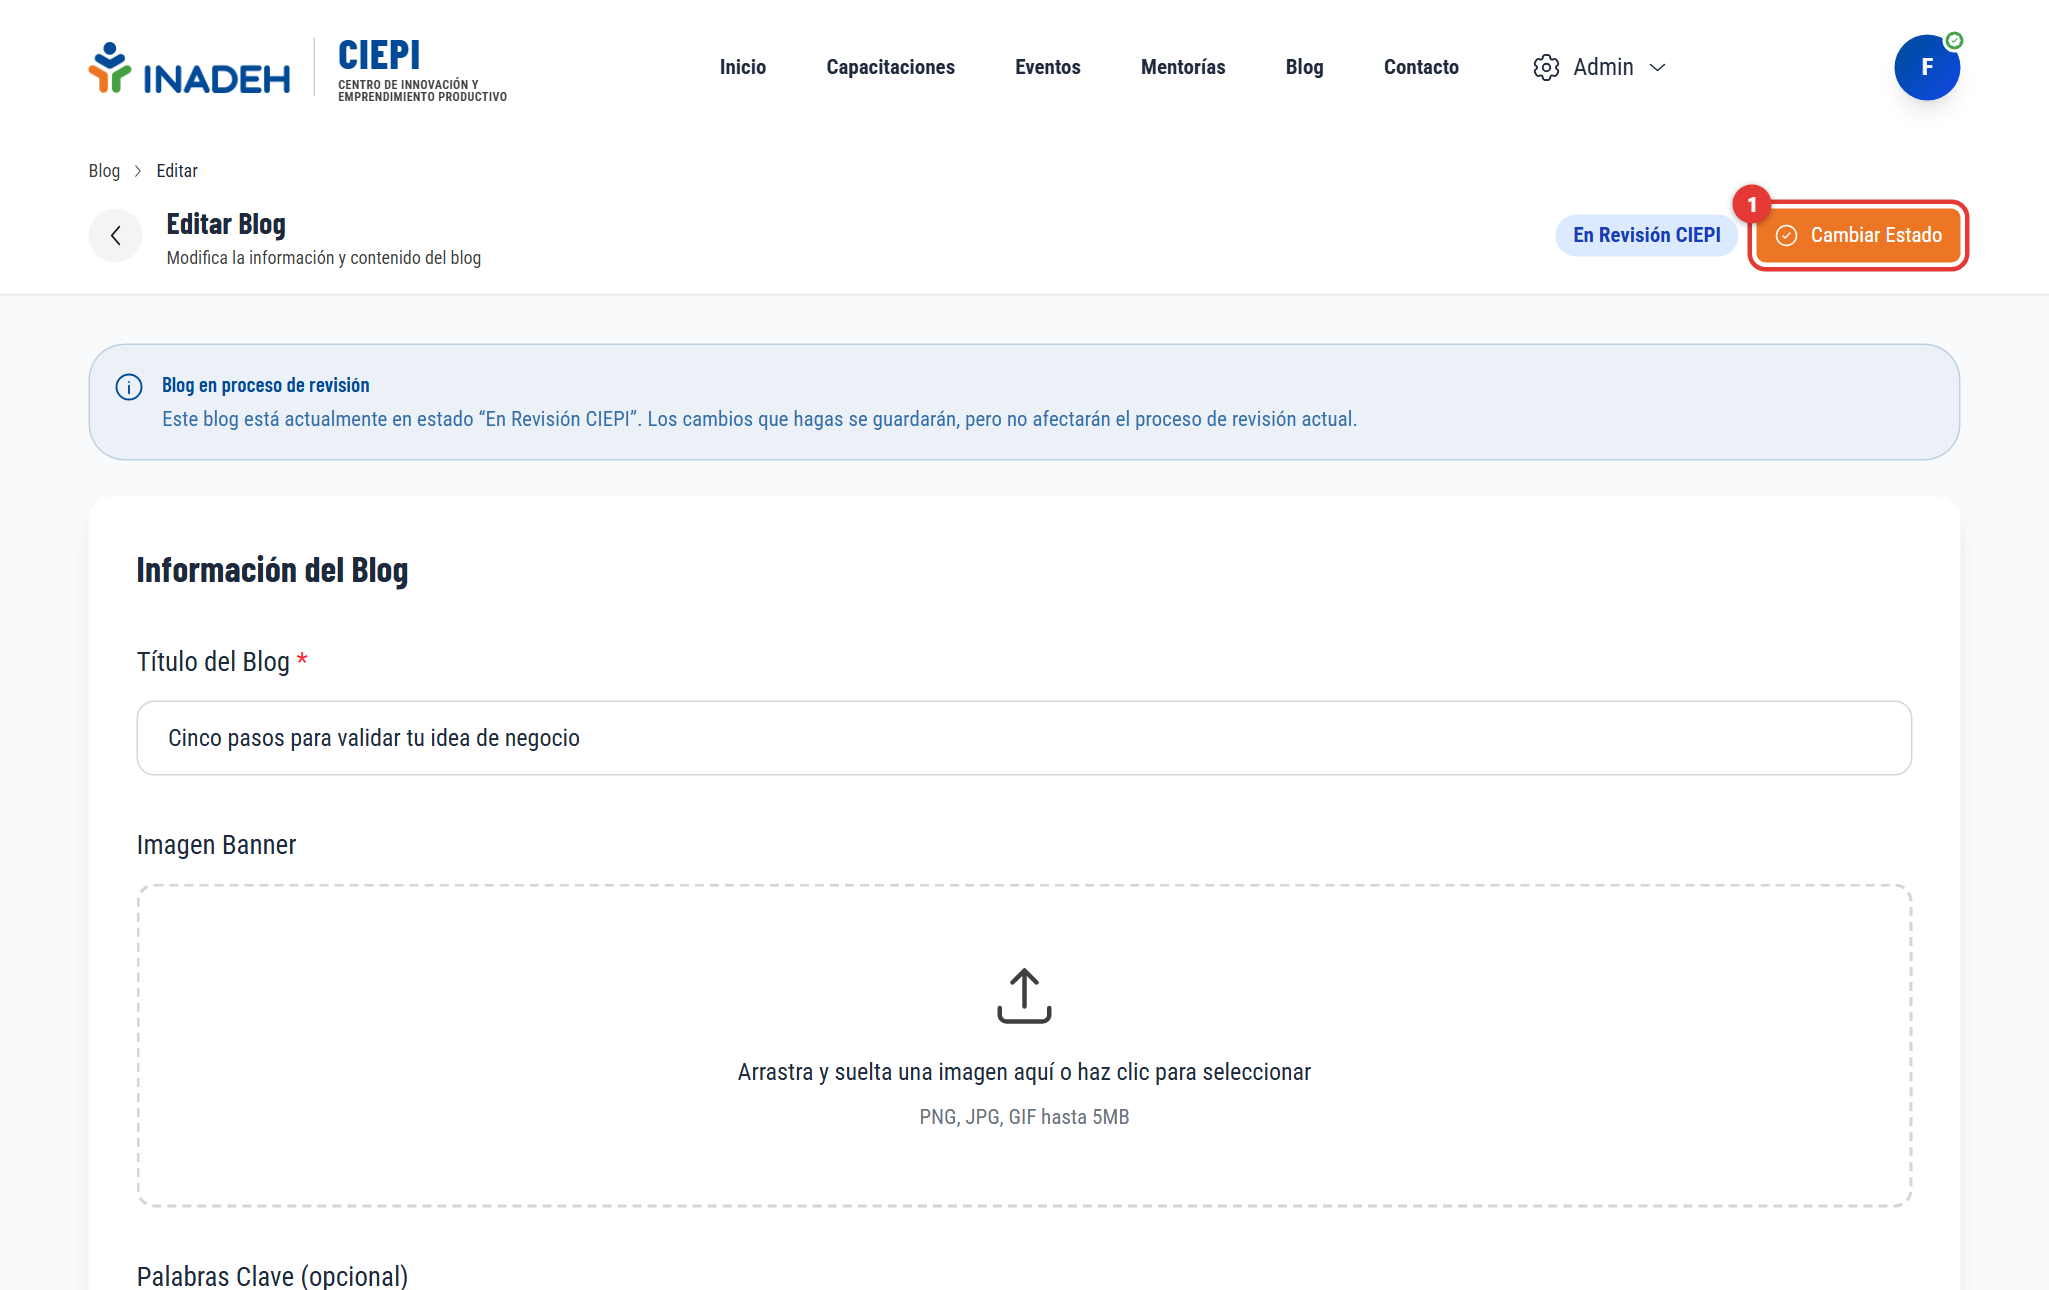 INADEH
CIEPI
CENTRO DE INNOVACIÓN Y
EMPRENDIMIENTO PRODUCTIVO
Inicio
Capacitaciones
Eventos
Mentorías
Blog
Contacto
Admin
F
Blog
Editar
Editar Blog
Modifica la información y contenido del blog
En Revisión CIEPI
1
Cambiar Estado
Blog en proceso de revisión
Este blog está actualmente en estado “En Revisión CIEPI”. Los cambios que hagas se guardarán, pero no afectarán el proceso de revisión actual.
Información del Blog
Título del Blog *
Cinco pasos para validar tu idea de negocio
Imagen Banner
Arrastra y suelta una imagen aquí o haz clic para seleccionar
PNG, JPG, GIF hasta 5MB
Palabras Clave (opcional)